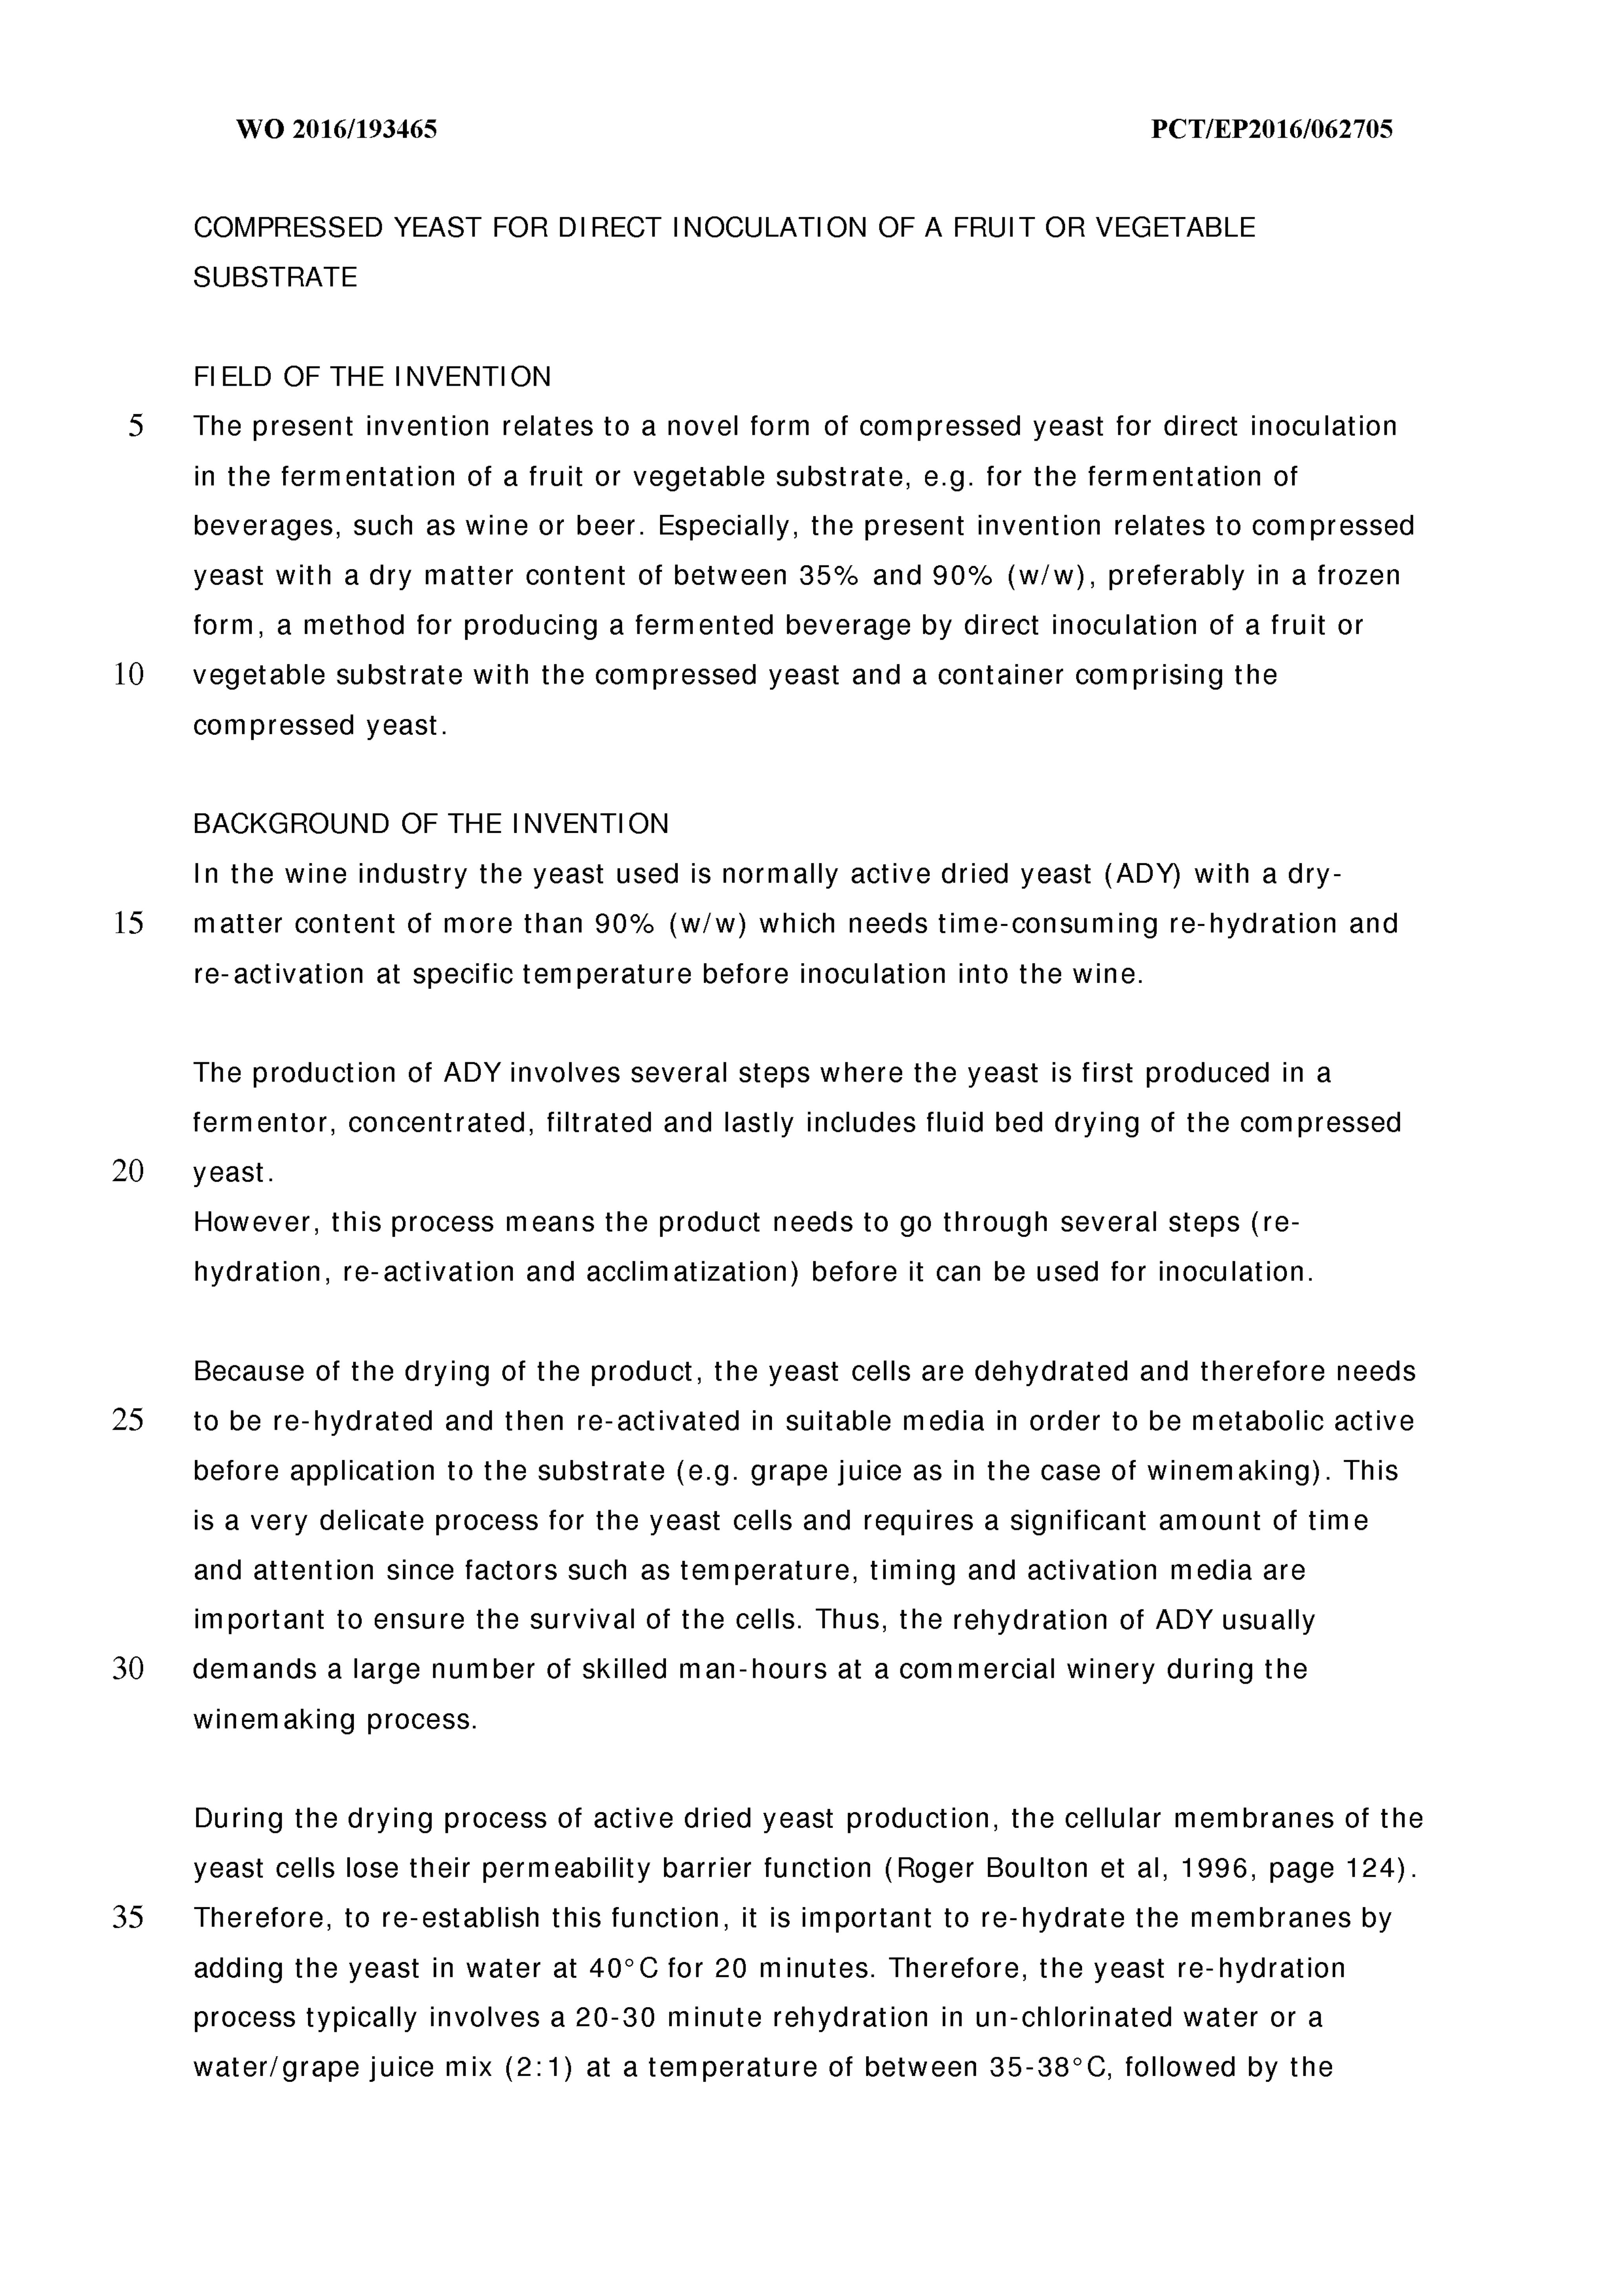 WO 2016/193465 PCT/EP2016/062705
COMPRESSED YEAST FOR DIRECT INOCULATION OF A FRUIT OR VEGETABLE
SUBSTRATE
FIELD OF THE INVENTION
5 The present invention relates to a novel form of compressed yeast for direct inoculation
in the fermentation of a fruit or vegetable substrate, e.g. for the fermentation of
beverages, such as wine or beer. Especially, the present invention relates to compressed
yeast with a dry matter content of between 35% and 90% (w/w), preferably in a frozen
form, a method for producing a fermented beverage by direct inoculation of a fruit or
10 vegetable substrate with the compressed yeast and a container comprising the
compressed yeast.
BACKGROUND OF THE INVENTION
In the wine industry the yeast used is normally active dried yeast (ADY) with a dry-
15 matter content of more than 90% (w/w) which needs time-consuming re-hydration and
re-activation at specific temperature before inoculation into the wine.
The production of ADY involves several steps where the yeast is first produced in a
fermentor, concentrated, filtrated and lastly includes fluid bed drying of the compressed
20 yeast.
However, this process means the product needs to go through several steps (re-
hydration, re-activation and acclimatization) before it can be used for inoculation.
Because of the drying of the product, the yeast cells are dehydrated and therefore needs
25 to be re-hydrated and then re-activated in suitable media in order to be metabolic active
before application to the substrate (e.g. grape juice as in the case of winemaking). This
is a very delicate process for the yeast cells and requires a significant amount of time
and attention since factors such as temperature, timing and activation media are
important to ensure the survival of the cells. Thus, the rehydration of ADY usually
30 demands a large number of skilled man-hours at a commercial winery during the
winemaking process.
During the drying process of active dried yeast production, the cellular membranes of the
yeast cells lose their permeability barrier function (Roger Boulton et al, 1996, page 124).
35 Therefore, to re-establish this function, it is important to re-hydrate the membranes by
adding the yeast in water at 40°C for 20 minutes. Therefore, the yeast re-hydration
process typically involves a 20-30 minute rehydration in un-chlorinated water or a
water/grape juice mix (2:1) at a temperature of between 35-38°C, followed by the